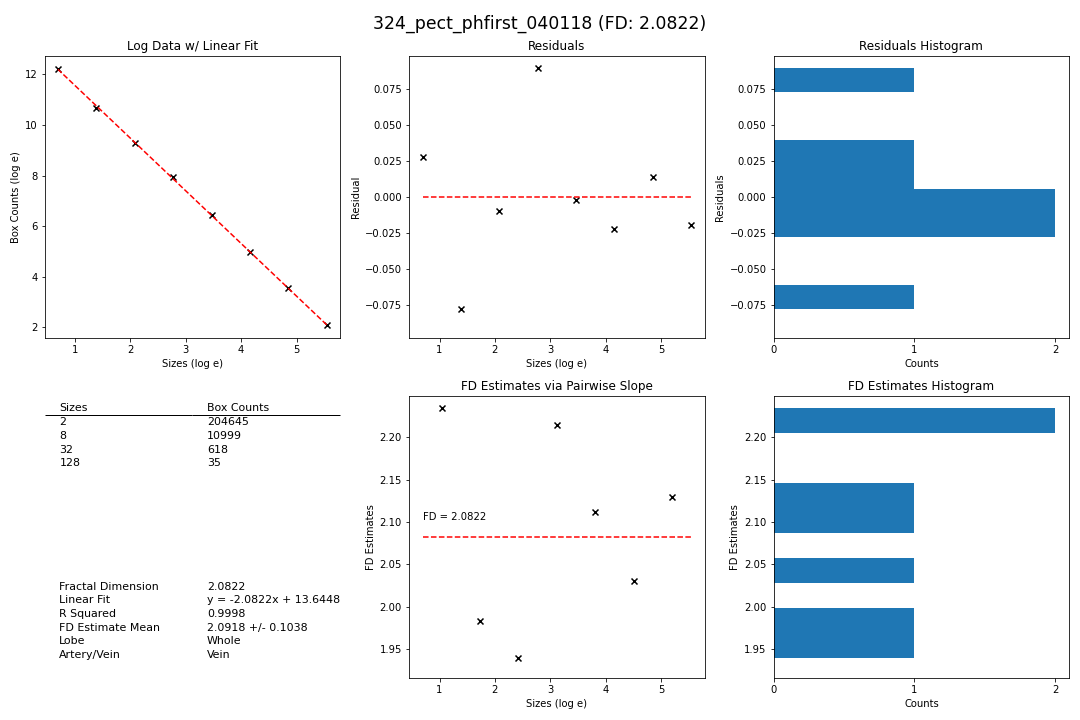 324_pect_phfirst_040118 (FD: 2.0822)
Log Data w/ Linear Fit
12
10
8
6
4
2
Box Counts (log e)
1 2 3 4 5
Sizes (log e)
Residuals
0.075
0.050
0.025
0.000
−0.025
−0.050
−0.075
Residual
1 2 3 4 5
Sizes (log e)
Residuals Histogram
0.075
0.050
0.025
0.000
−0.025
−0.050
−0.075
Residuals
0 1 2
Counts
Sizes Box Counts
2 204645
8 10999
32 618
128 35
Fractal Dimension 2.0822
Linear Fit y = -2.0822x + 13.6448
R Squared 0.9998
FD Estimate Mean 2.0918 +/- 0.1038
Lobe Whole
Artery/Vein Vein
FD Estimates via Pairwise Slope
2.20
2.15
2.10
2.05
2.00
1.95
FD Estimates
FD = 2.0822
1 2 3 4 5
Sizes (log e)
FD Estimates Histogram
2.20
2.15
2.10
2.05
2.00
1.95
FD Estimates
0 1 2
Counts